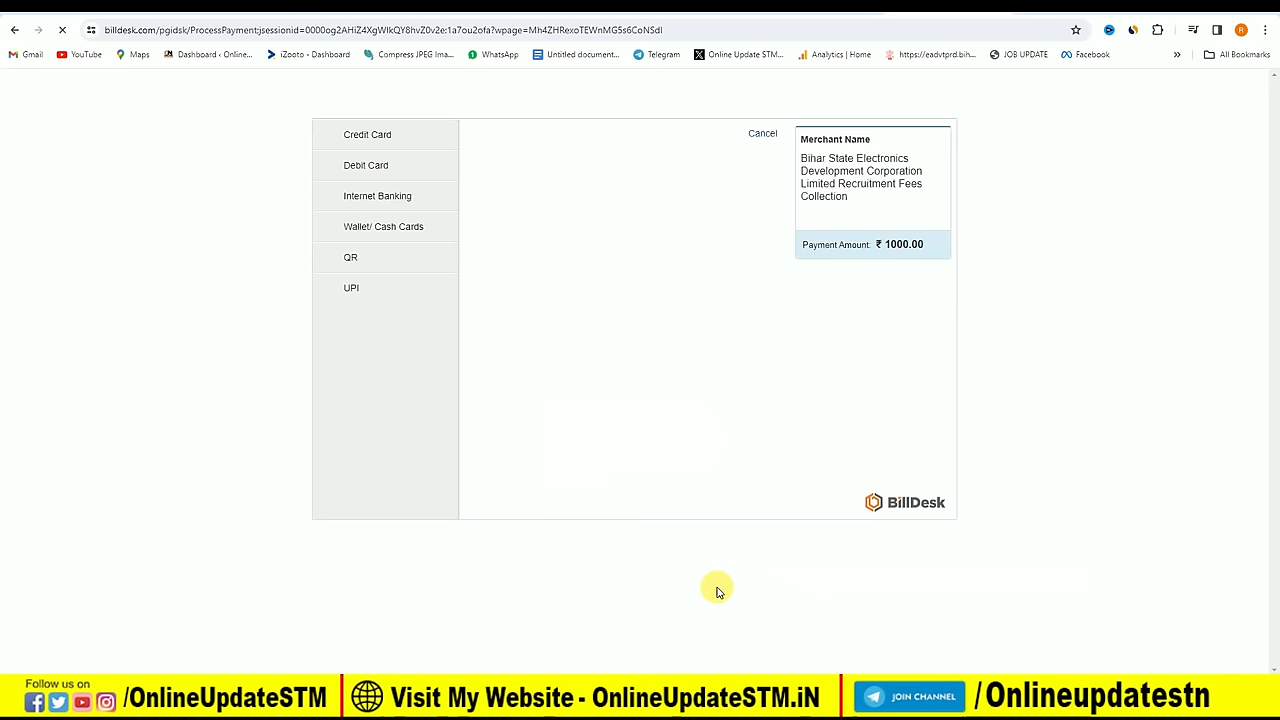 billdesk.com/pgidsk/ProcessPayment;jsessionid=0000og2AHiZ4XgWIkQY8hrZ0v2e:1a7ou2ofa?wpage=Mh4ZHRexoTEWnMG5s6CoNSdI
Gmail YouTube Maps Dashboard ‹ Online... iZooto - Dashboard Compress JPEG Ima... WhatsApp Untitled document... Telegram Online Update STM... Analytics | Home https://eadvtprd.bih... JOB UPDATE Facebook » All Bookmarks
Credit Card
Debit Card
Internet Banking
Wallet/ Cash Cards
QR
UPI
Cancel
Merchant Name
Bihar State Electronics
Development Corporation
Limited Recruitment Fees
Collection
Payment Amount: ₹ 1000.00
BillDesk
Follow us on
/OnlineUpdateSTM
Visit My Website - OnlineUpdateSTM.iN
JOIN CHANNEL
/Onlineupdatestn